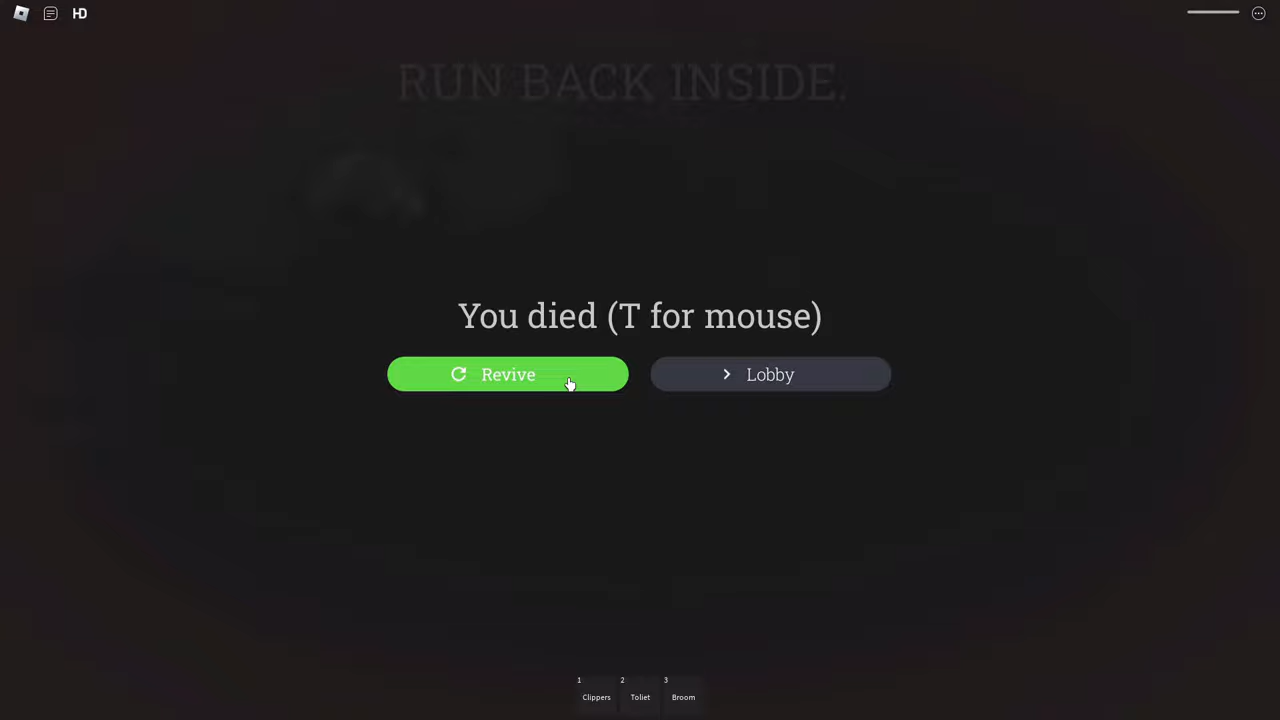 HD
RUN BACK INSIDE.
You died (T for mouse)
Revive
Lobby
1
Clippers
2
Toliet
3
Broom